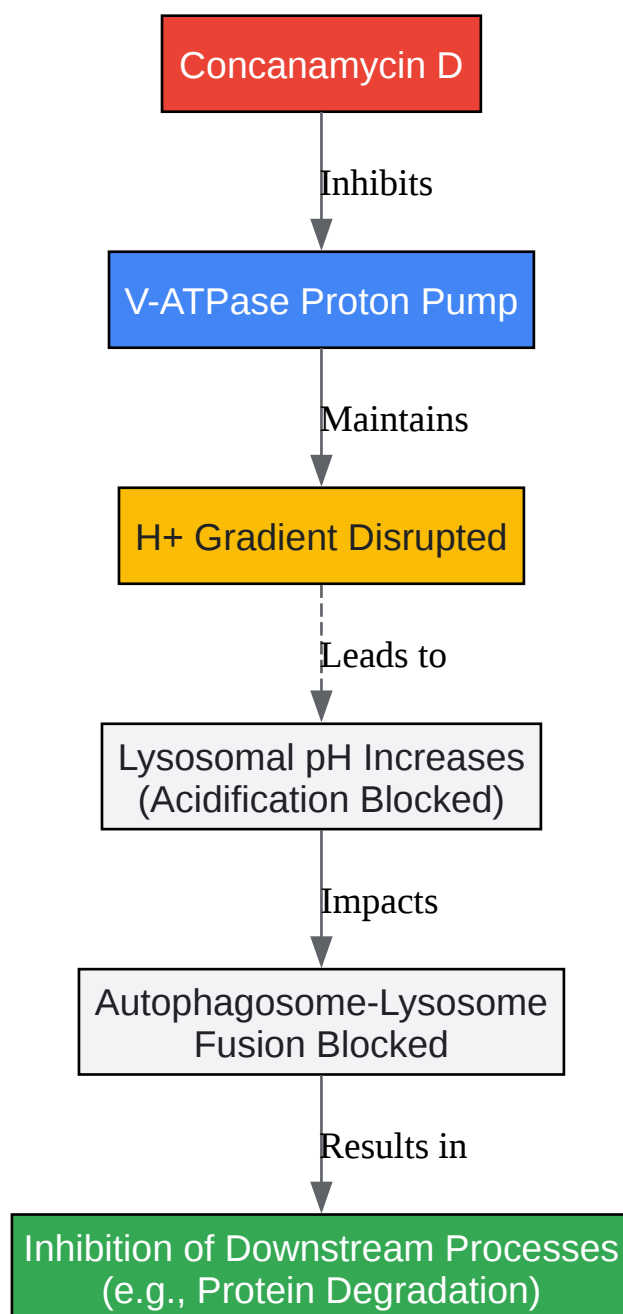 Concanamycin D
Inhibits
V-ATPase Proton Pump
Maintains
H+ Gradient Disrupted
Leads to
Lysosomal pH Increases
(Acidification Blocked)
Impacts
Autophagosome-Lysosome
Fusion Blocked
Results in
Inhibition of Downstream Processes
(e.g., Protein Degradation)